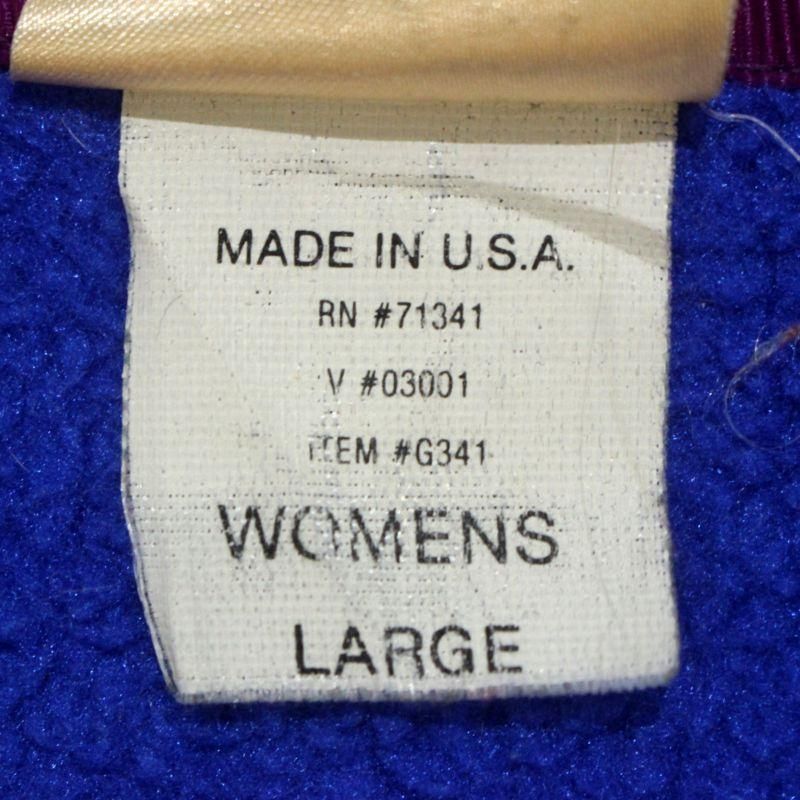 MADE IN U.S.A.
RN #71341
V #03001
ITEM #G341
WOMENS
LARGE